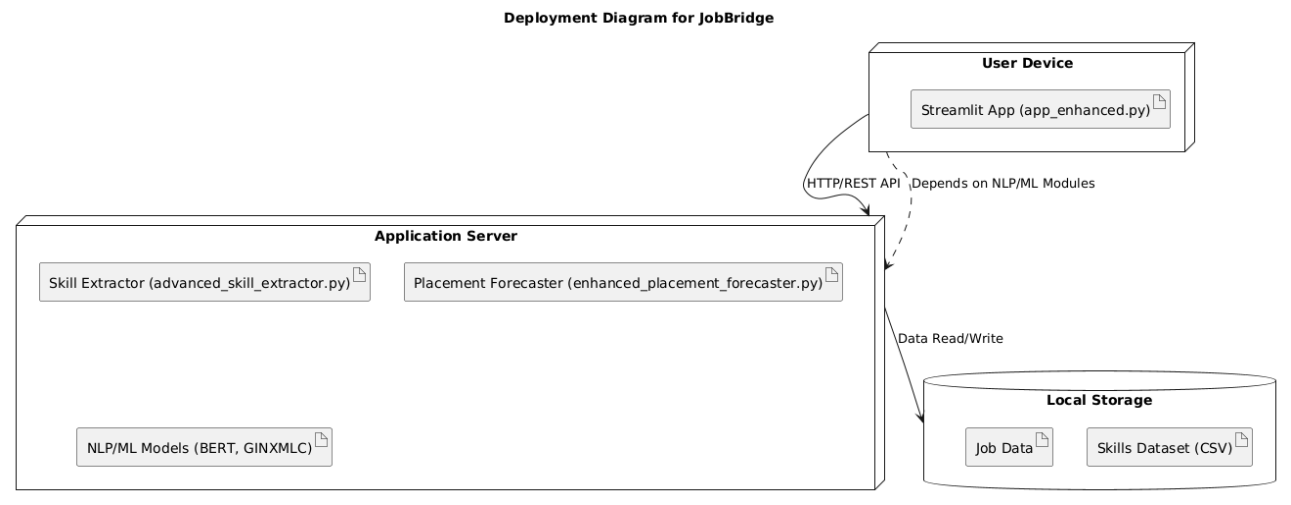 Deployment Diagram for JobBridge
User Device
Streamlit App (app_enhanced.py)
HTTP/REST API
Depends on NLP/ML Modules
Application Server
Skill Extractor (advanced_skill_extractor.py)
Placement Forecaster (enhanced_placement_forecaster.py)
NLP/ML Models (BERT, GINXMLC)
Data Read/Write
Local Storage
Job Data
Skills Dataset (CSV)